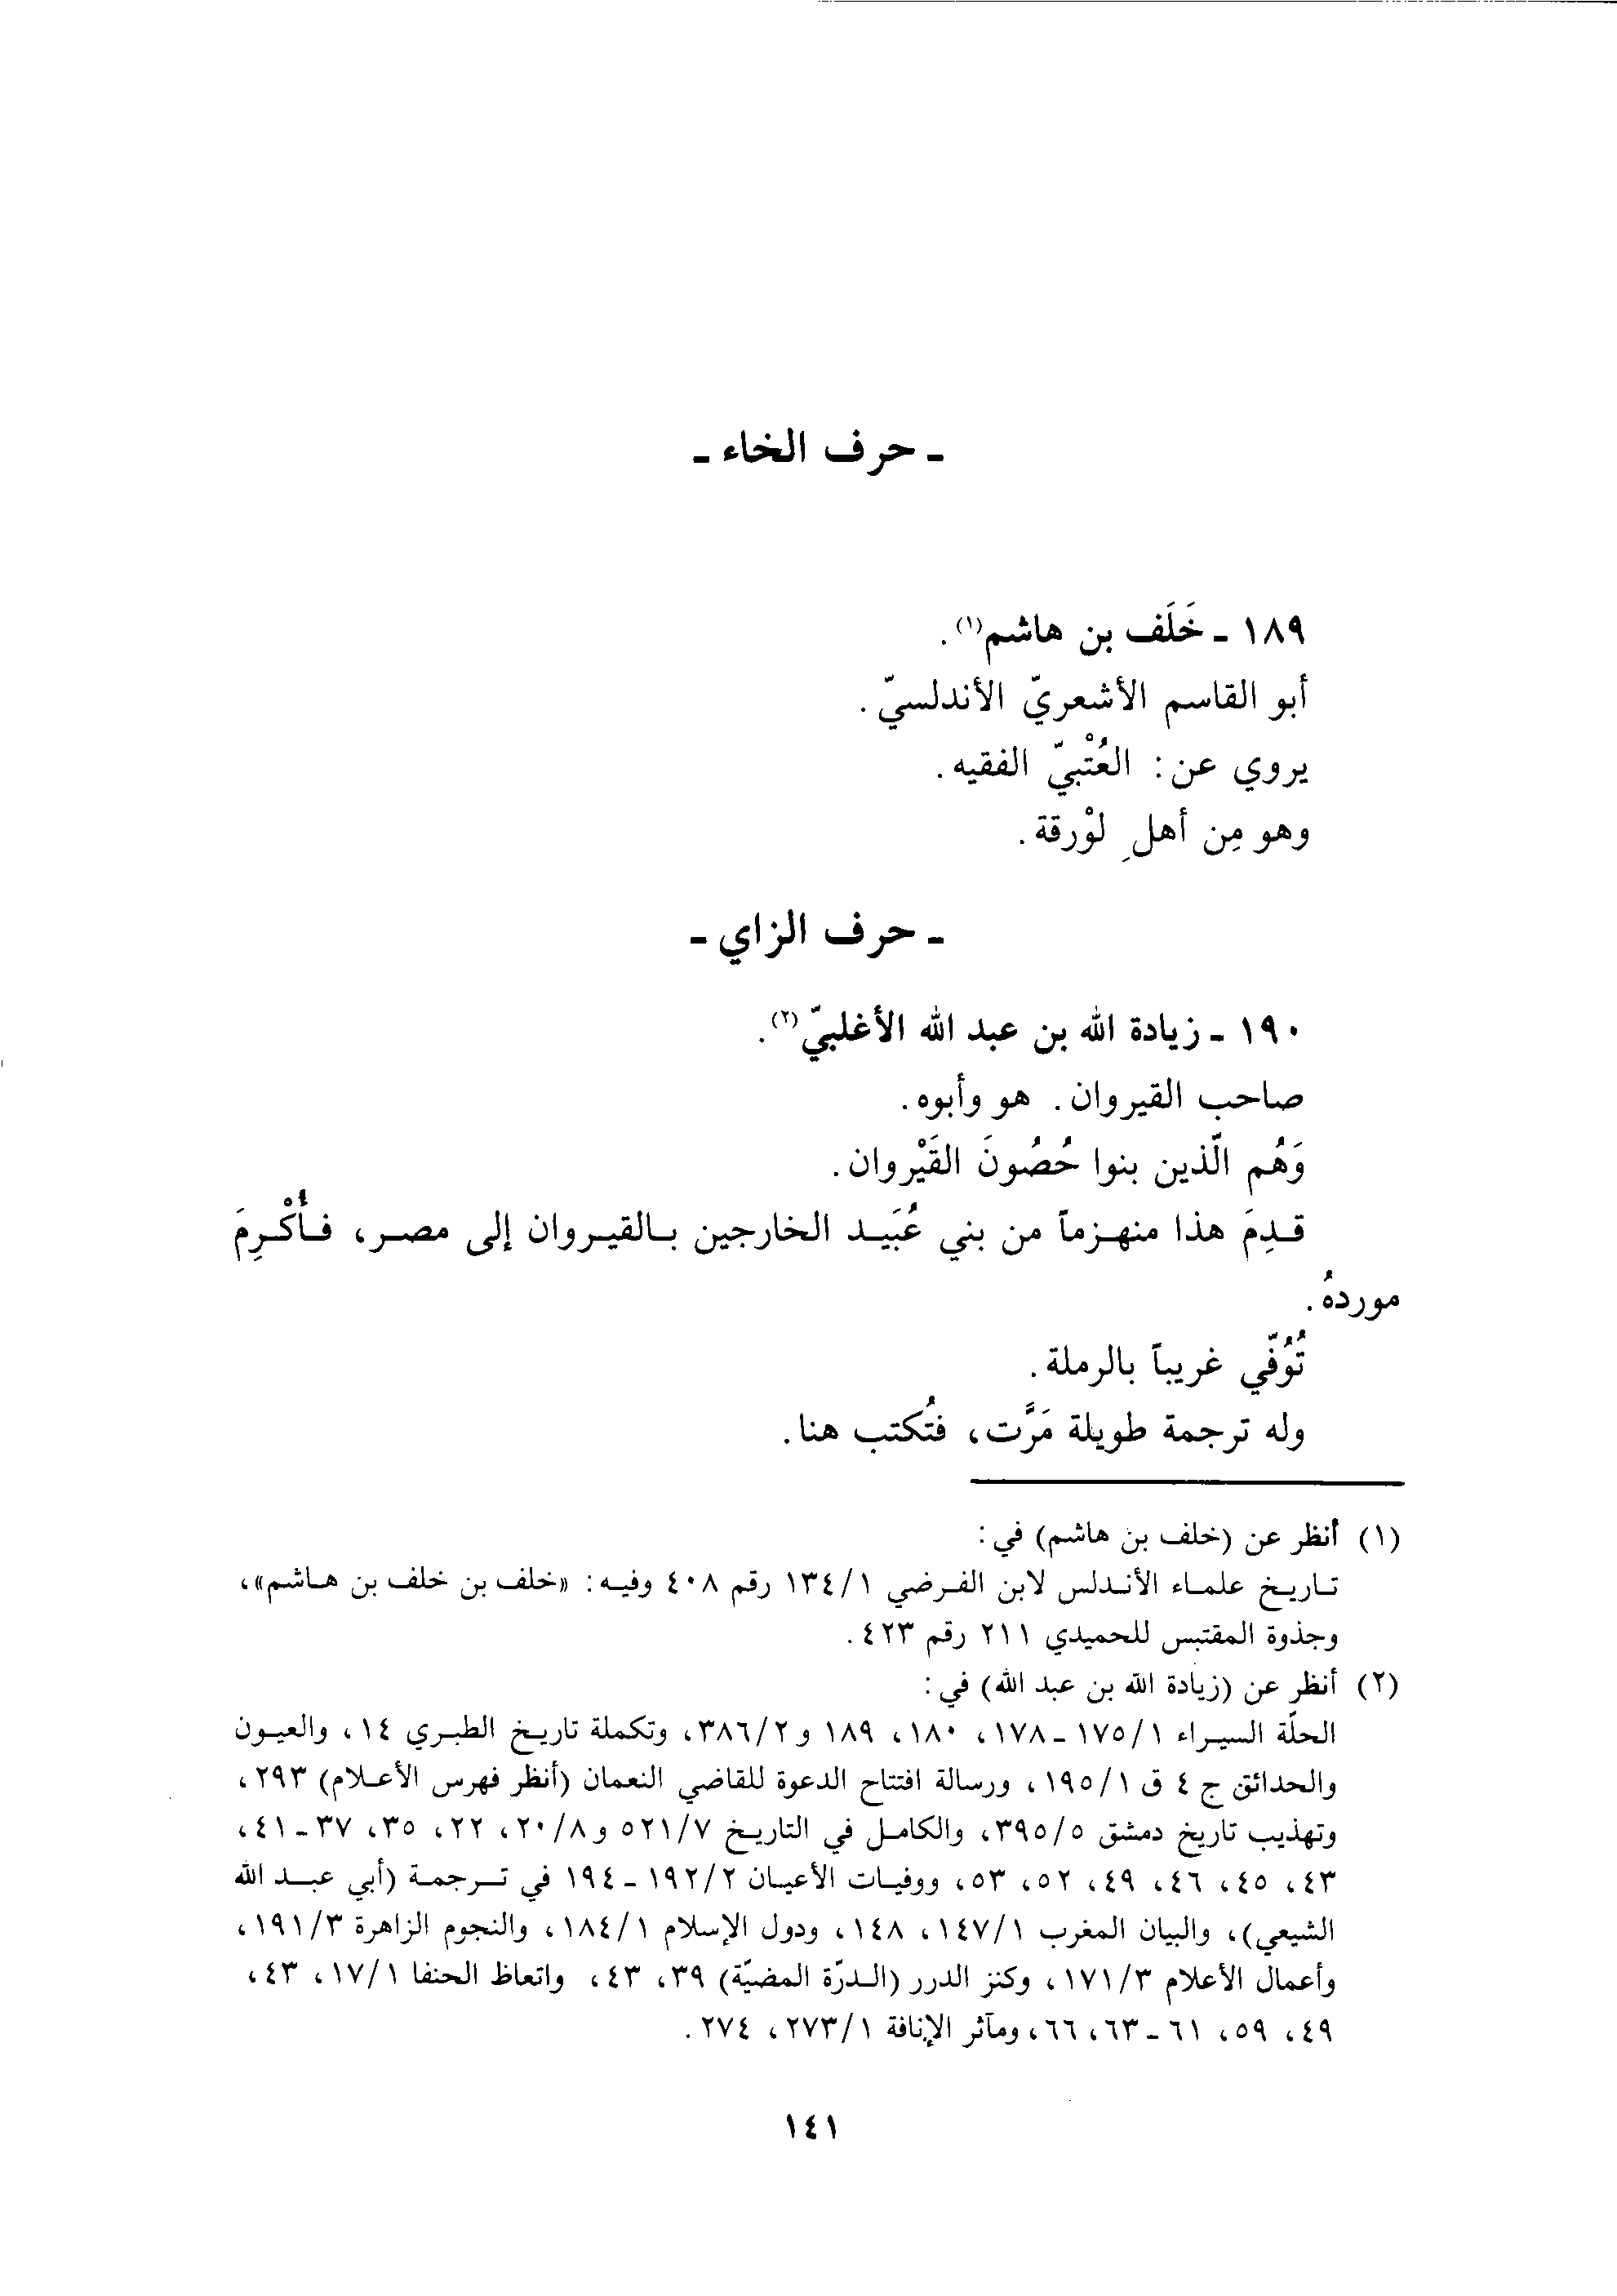 ـ حرف الخاء ـ
١٨٩ ـ خَلَف بن هاشم(١).
أبو القاسم الأشعريّ الأندلسيّ.
يروي عن: العُتْبيّ الفقيه.
وهو مِن أهلِ لوْرقة.
ـ حرف الزاي ـ
١٩٠ ـ زيادة الله بن عبد الله الأغلبيّ(٢).
صاحب القيروان. هو وأبوه.
وَهُم الّذين بنوا حُصُونَ القَيْروان.
قدِمَ هذا منهزماً من بني عُبَيد الخارجين بالقيروان إلى مصر، فأُكْرِمَ
موردهُ.
تُوُفّي غريباً بالرملة.
وله ترجمة طويلة مَرَّت، فتُكتب هنا.
(١) أنظر عن (خلف بن هاشم) في:
تاريخ علماء الأندلس لابن الفرضي ١/١٣٤ رقم ٤٠٨ وفيه: «خلف بن خلف بن هاشم»،
وجذوة المقتبس للحميدي ٢١١ رقم ٤٢٣.
(٢) أنظر عن (زيادة الله بن عبد الله) في:
الحلّة السيراء ١/١٧٥ ـ ١٧٨، ١٨٠، ١٨٩ و٢/٣٨٦، وتكملة تاريخ الطبري ١٤، والعيون
والحدائق ج ٤ ق ١/١٩٥، ورسالة افتتاح الدعوة للقاضي النعمان (أنظر فهرس الأعلام) ٢٩٣،
وتهذيب تاريخ دمشق ٥/٣٩٥، والكامل في التاريخ ٧/٥٢١ و٨/٢٠، ٢٢، ٣٥، ٣٧ ـ ٤١،
٤٣، ٤٥، ٤٦، ٤٩، ٥٢، ٥٣، ووفيات الأعيان ٢/١٩٢ ـ ١٩٤ في ترجمة (أبي عبد الله
الشيعي)، والبيان المغرب ١/١٤٧، ١٤٨، ودول الإسلام ١/١٨٤، والنجوم الزاهرة ٣/١٩١،
وأعمال الأعلام ٣/١٧١، وكنز الدرر (الدرّة المضيّة) ٣٩، ٤٣، واتعاظ الحنفا ١/١٧، ٤٣،
٤٩، ٥٩، ٦١ ـ ٦٣، ٦٦، ومآثر الإنافة ١/٢٧٣، ٢٧٤.
١٤١